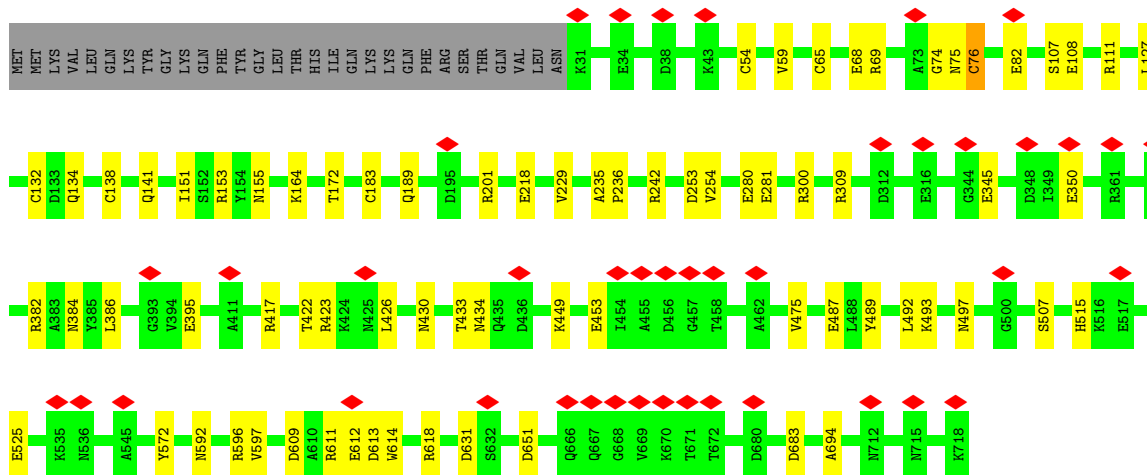 MET MET LYS VAL LEU GLY GLN LYS TYR GLY LYS GLN PHE TYR GLY LEU THR HIS ILE GLN LYS LYS GLN PHE ARG SER THR GLN VAL LEU ASN K31 E34 D38 K43 C54 V59 C65 E68 R69 A73 G74 N75 C76 E82 S107 E108 R111 L127
C132 D133 Q134 C138 Q141 I151 S152 R153 Y154 N155 K164 T172 C183 Q189 D195 R201 E218 V229 A235 P236 R242 D253 V254 E280 E281 R300 R309 D312 E316 G344 E345 D348 I349 E350 R361
R382 A383 N384 Y385 L386 G393 V394 E395 A411 R417 T422 R423 K424 N425 L426 N430 T433 N434 Q435 D436 K449 E453 I454 A455 D456 G457 T458 A462 V475 E487 L488 Y489 L492 K493 N497 G500 S507 H515 K516 E517
E525 K535 N536 A545 Y572 N592 R596 V597 D609 A610 R611 E612 D613 W614 R618 D631 S632 D651 Q666 Q667 G668 V669 K670 T671 T672 D680 D683 A694 N712 N715 K718